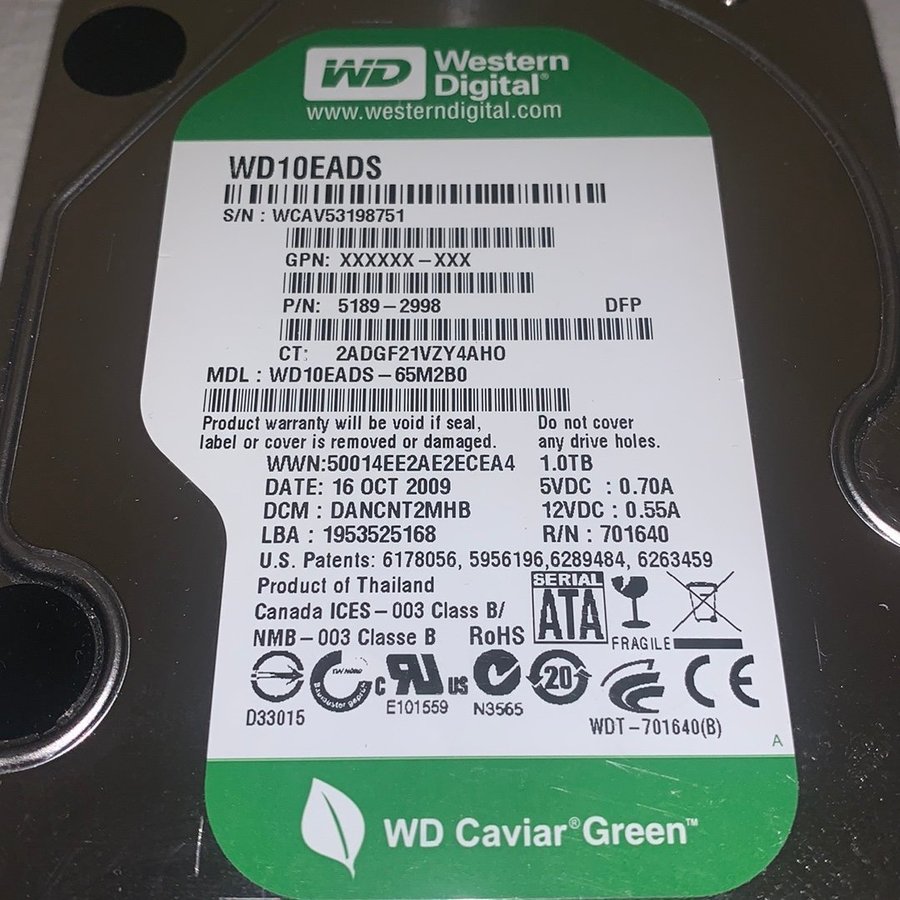 WD Western Digital®
www.westerndigital.com
WD10EADS
S/N : WCAV53198751
GPN: XXXXXX-XXX
P/N: 5189-2998 DFP
CT: 2ADGF21VZY4AHO
MDL : WD10EADS-65M2B0
Product warranty will be void if seal,
label or cover is removed or damaged.
Do not cover
any drive holes.
WWN:50014EE2AE2ECEA4 1.0TB
DATE: 16 OCT 2009 5VDC : 0.70A
DCM : DANCNT2MHB 12VDC : 0.55A
LBA : 1953525168 R/N : 701640
U.S. Patents: 6178056, 5956196,6289484, 6263459
Product of Thailand
Canada ICES-003 Class B/
NMB-003 Classe B RoHS
SERIAL
ATA
FRAGILE
D33015
c RU US
E101559
N3565
20
CE
WDT-701640(B)
A
WD Caviar® Green™